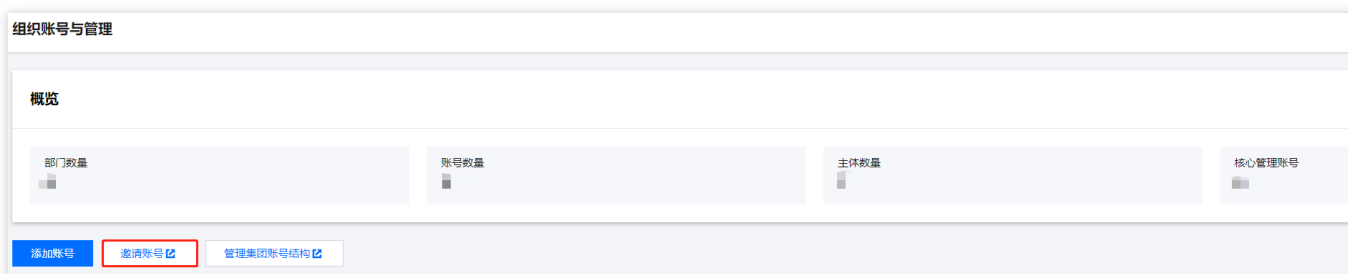 组织账号与管理
概览
部门数量 账号数量 主体数量 核心管理账号
添加账号 邀请账号 管理集团账号结构